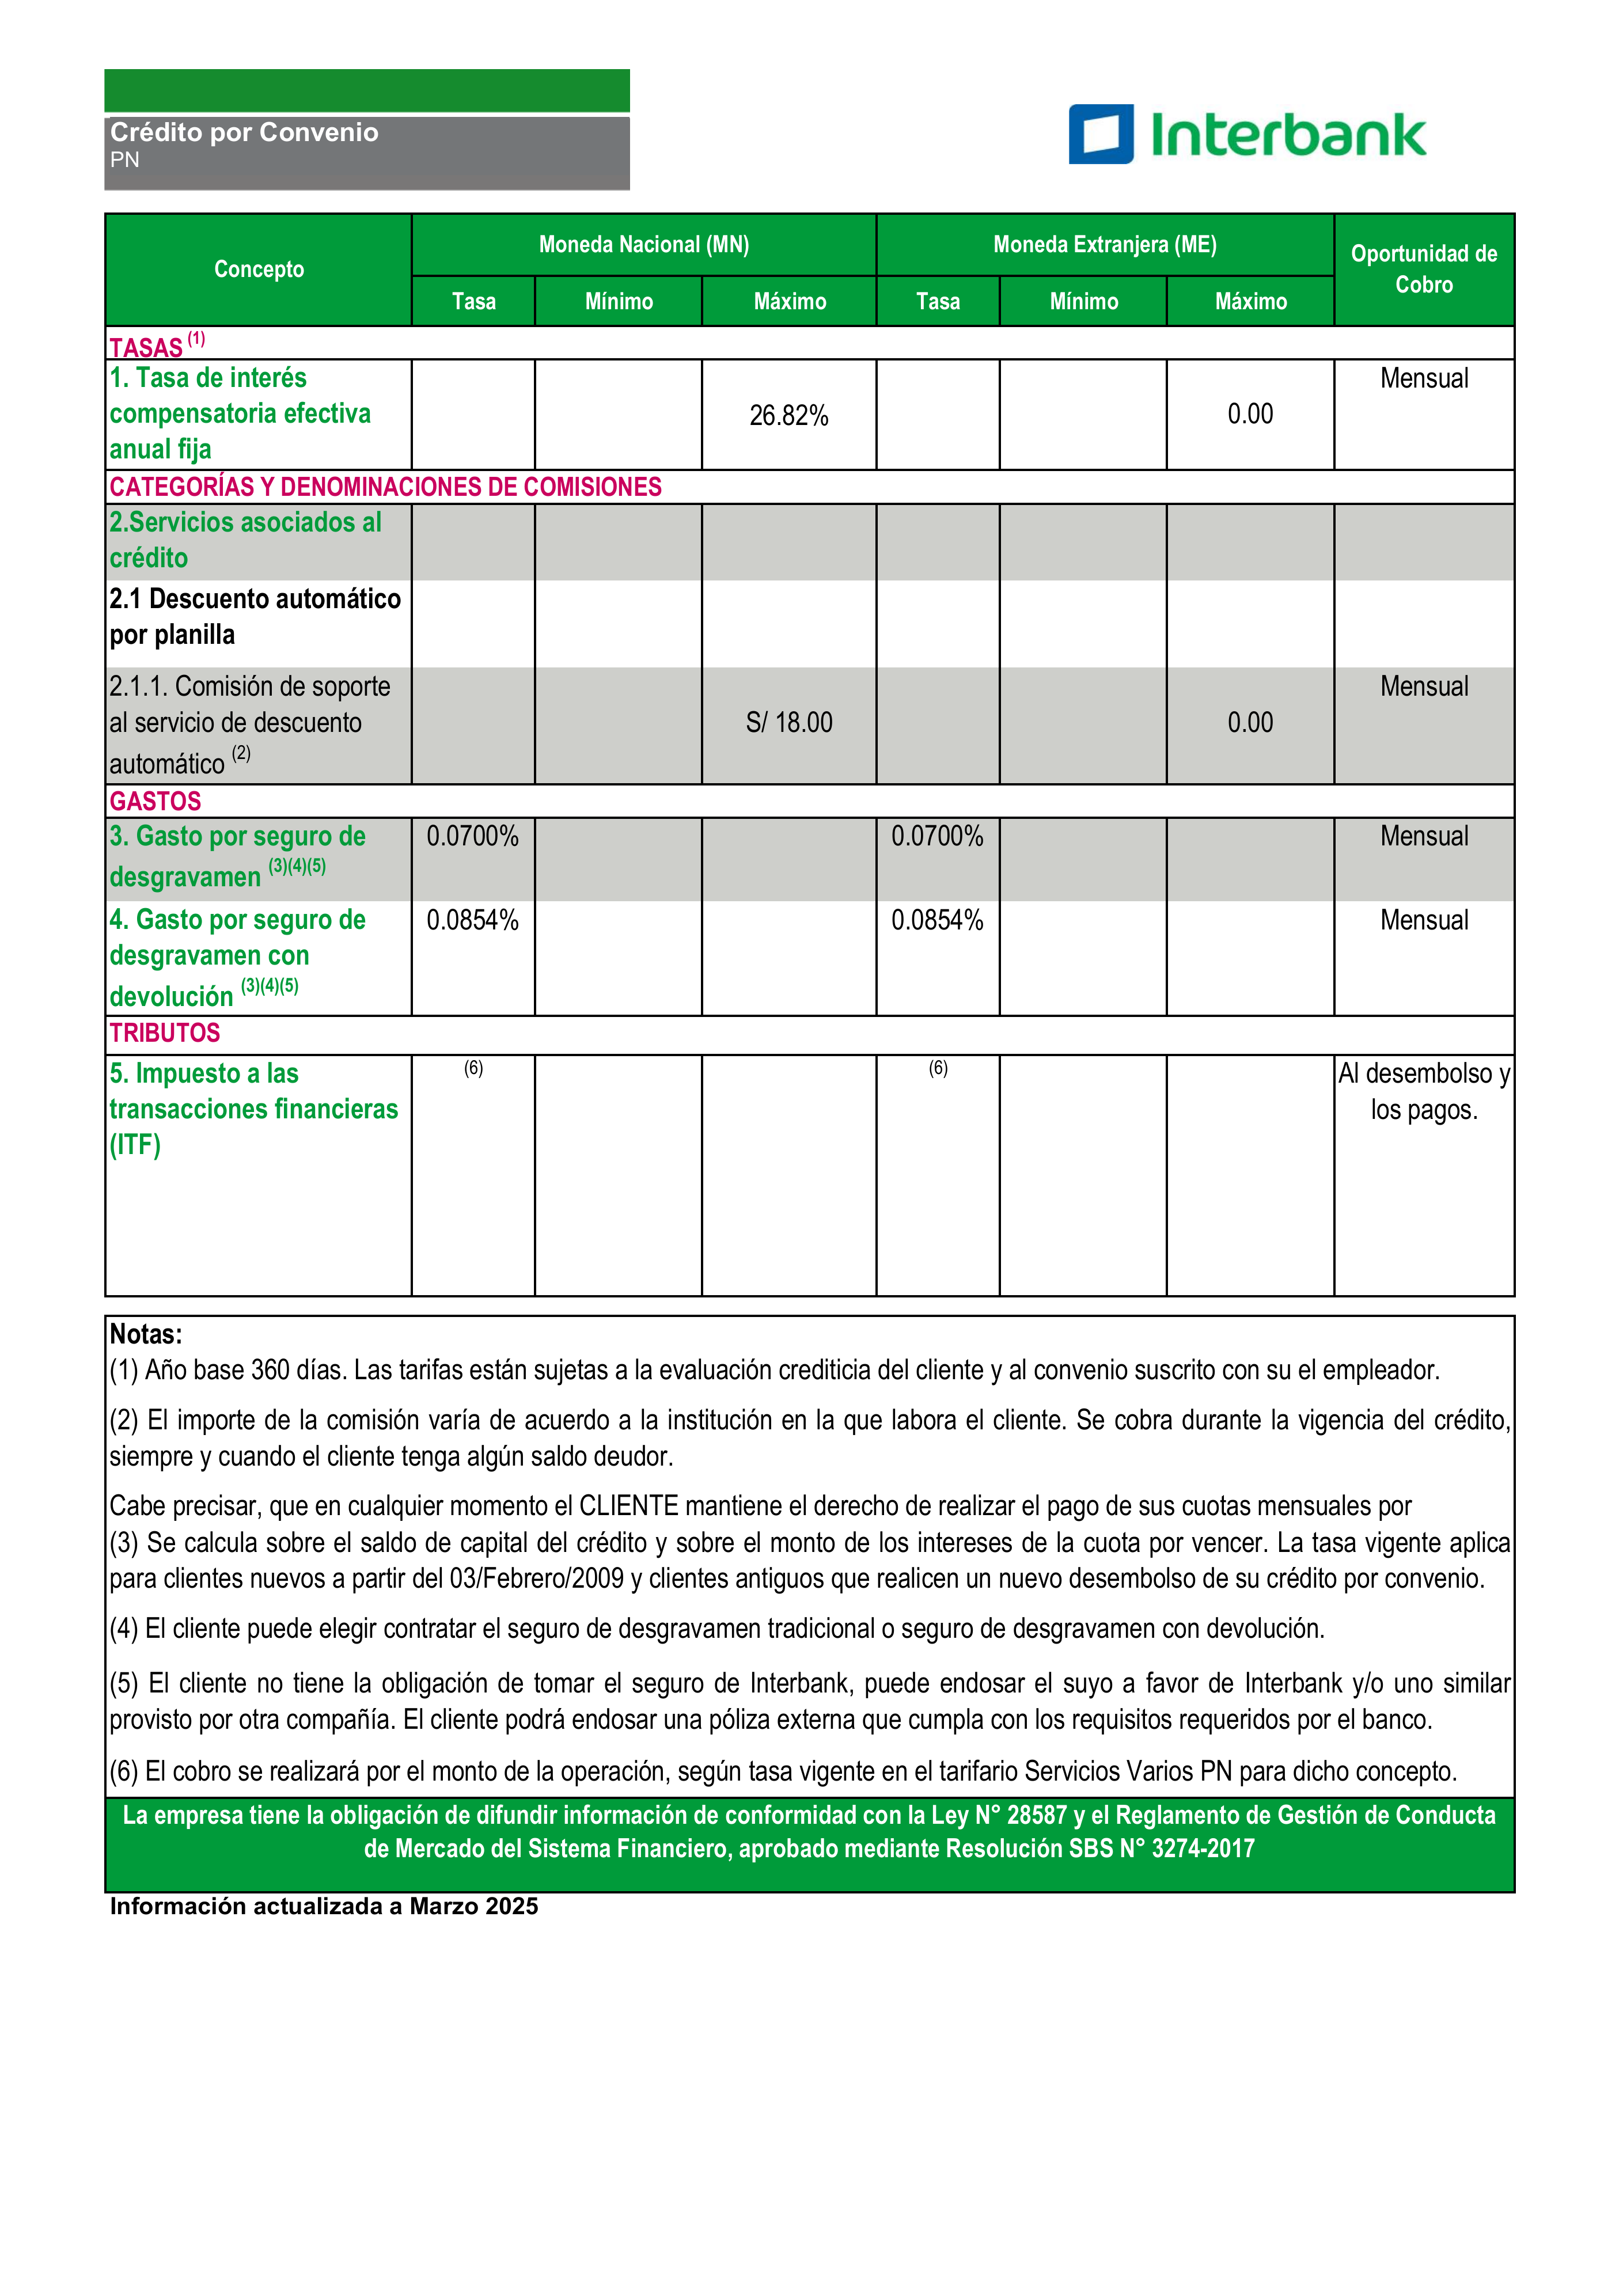 Crédito por Convenio
PN
Interbank
Concepto
Moneda Nacional (MN)
Moneda Extranjera (ME)
Oportunidad de
Cobro
Tasa
Mínimo
Máximo
Tasa
Mínimo
Máximo
TASAS (1)
1. Tasa de interés
compensatoria efectiva
anual fija
26.82%
0.00
Mensual
CATEGORÍAS Y DENOMINACIONES DE COMISIONES
2.Servicios asociados al
crédito
2.1 Descuento automático
por planilla
2.1.1. Comisión de soporte
al servicio de descuento
automático (2)
S/ 18.00
0.00
Mensual
GASTOS
3. Gasto por seguro de
desgravamen (3)(4)(5)
0.0700%
0.0700%
Mensual
4. Gasto por seguro de
desgravamen con
devolución (3)(4)(5)
0.0854%
0.0854%
Mensual
TRIBUTOS
5. Impuesto a las
transacciones financieras
(ITF)
(6)
(6)
Al desembolso y
los pagos.
Notas:
(1) Año base 360 días. Las tarifas están sujetas a la evaluación crediticia del cliente y al convenio suscrito con su el empleador.
(2) El importe de la comisión varía de acuerdo a la institución en la que labora el cliente. Se cobra durante la vigencia del crédito,
siempre y cuando el cliente tenga algún saldo deudor.
Cabe precisar, que en cualquier momento el CLIENTE mantiene el derecho de realizar el pago de sus cuotas mensuales por
(3) Se calcula sobre el saldo de capital del crédito y sobre el monto de los intereses de la cuota por vencer. La tasa vigente aplica
para clientes nuevos a partir del 03/Febrero/2009 y clientes antiguos que realicen un nuevo desembolso de su crédito por convenio.
(4) El cliente puede elegir contratar el seguro de desgravamen tradicional o seguro de desgravamen con devolución.
(5) El cliente no tiene la obligación de tomar el seguro de Interbank, puede endosar el suyo a favor de Interbank y/o uno similar
provisto por otra compañía. El cliente podrá endosar una póliza externa que cumpla con los requisitos requeridos por el banco.
(6) El cobro se realizará por el monto de la operación, según tasa vigente en el tarifario Servicios Varios PN para dicho concepto.
La empresa tiene la obligación de difundir información de conformidad con la Ley N° 28587 y el Reglamento de Gestión de Conducta
de Mercado del Sistema Financiero, aprobado mediante Resolución SBS N° 3274-2017
Información actualizada a Marzo 2025